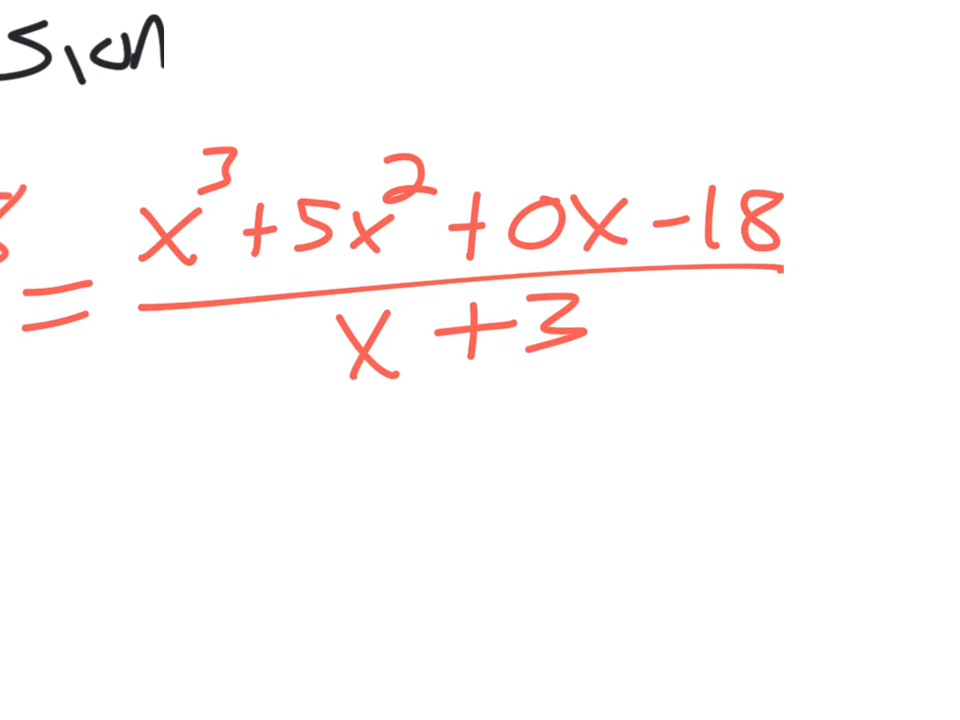 sion
= x³+5x²+0x-18
x+3